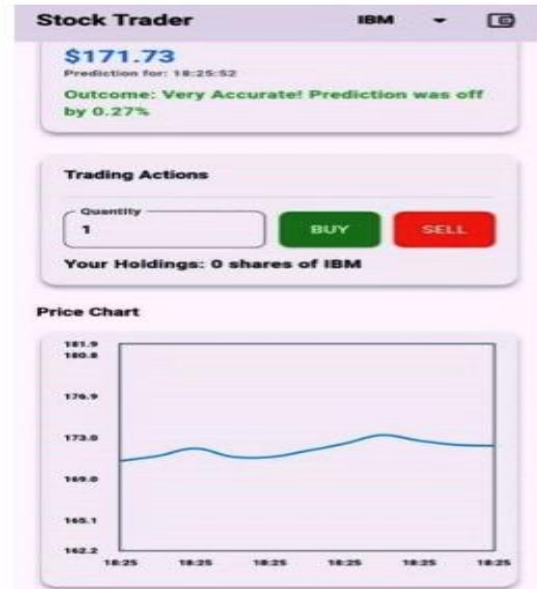 Stock Trader IBM
$171.73
Prediction for: 18:25:52
Outcome: Very Accurate! Prediction was off
by 0.27%
Trading Actions
Quantity
1
BUY SELL
Your Holdings: 0 shares of IBM
Price Chart
181.9
180.8
176.9
173.0
169.0
165.1
162.2
18:25 18:25 18:25 18:25 18:25 18:25